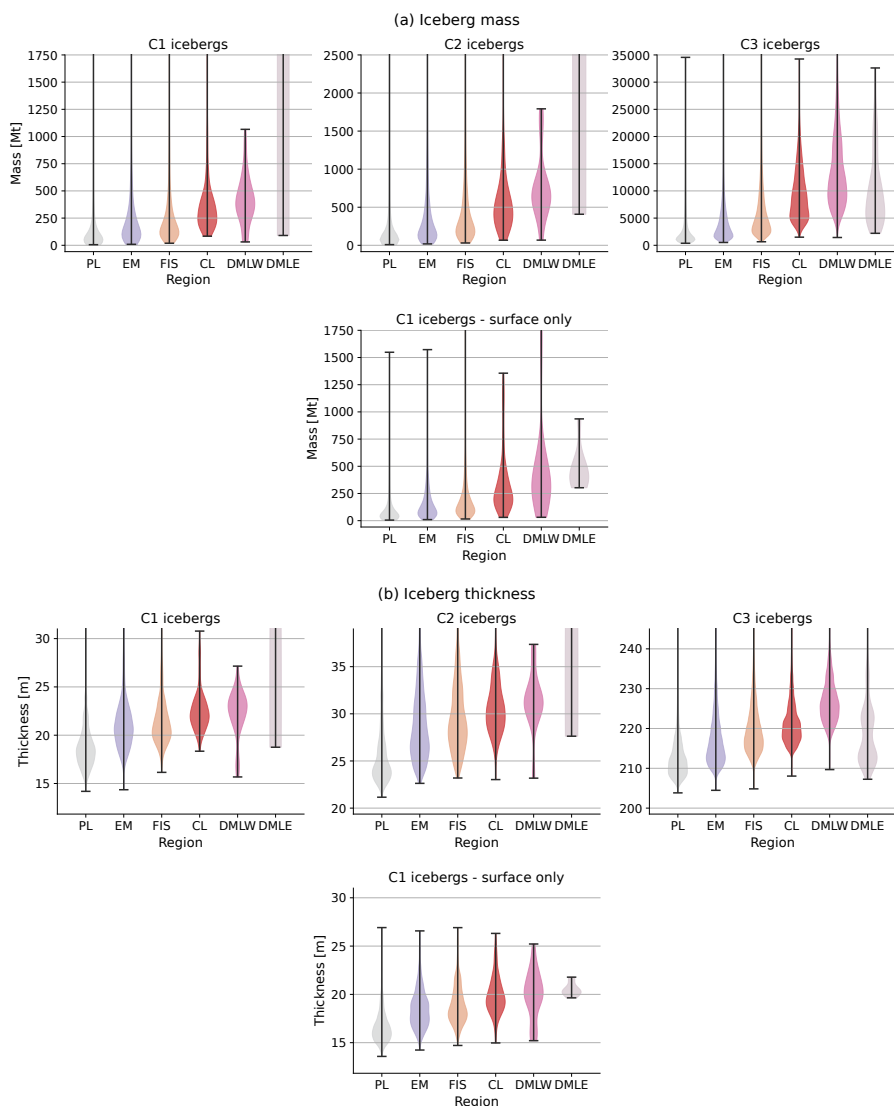 (a) Iceberg mass
C1 icebergs
C2 icebergs
C3 icebergs
1750
1500
1250
1000
750
500
250
0
Mass [Mt]
PL EM FIS CL DMLW DMLE
Region
2500
2000
1500
1000
500
0
PL EM FIS CL DMLW DMLE
Region
35000
30000
25000
20000
15000
10000
5000
0
PL EM FIS CL DMLW DMLE
Region
C1 icebergs - surface only
1750
1500
1250
1000
750
500
250
0
Mass [Mt]
PL EM FIS CL DMLW DMLE
Region
(b) Iceberg thickness
C1 icebergs
C2 icebergs
C3 icebergs
30
25
20
15
Thickness [m]
PL EM FIS CL DMLW DMLE
Region
35
30
25
20
PL EM FIS CL DMLW DMLE
Region
240
230
220
210
200
PL EM FIS CL DMLW DMLE
Region
C1 icebergs - surface only
30
25
20
15
Thickness [m]
PL EM FIS CL DMLW DMLE
Region